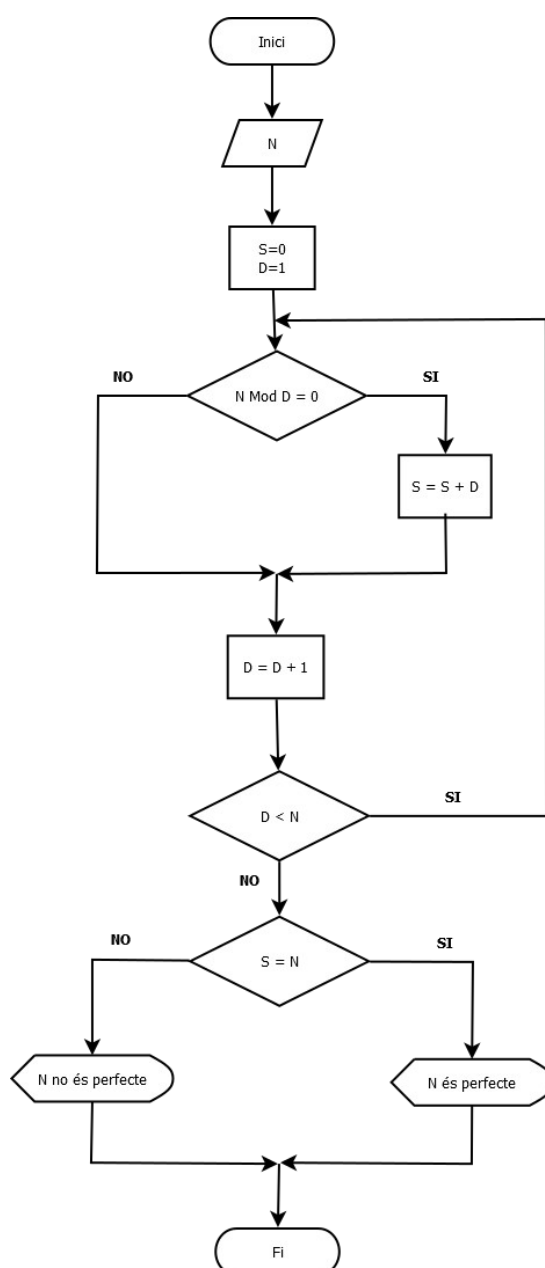 Inici
N
S=0
D=1
NO
SI
N Mod D = 0
S = S + D
D = D + 1
D < N
SI
NO
NO
SI
S = N
N no és perfecte
N és perfecte
Fi